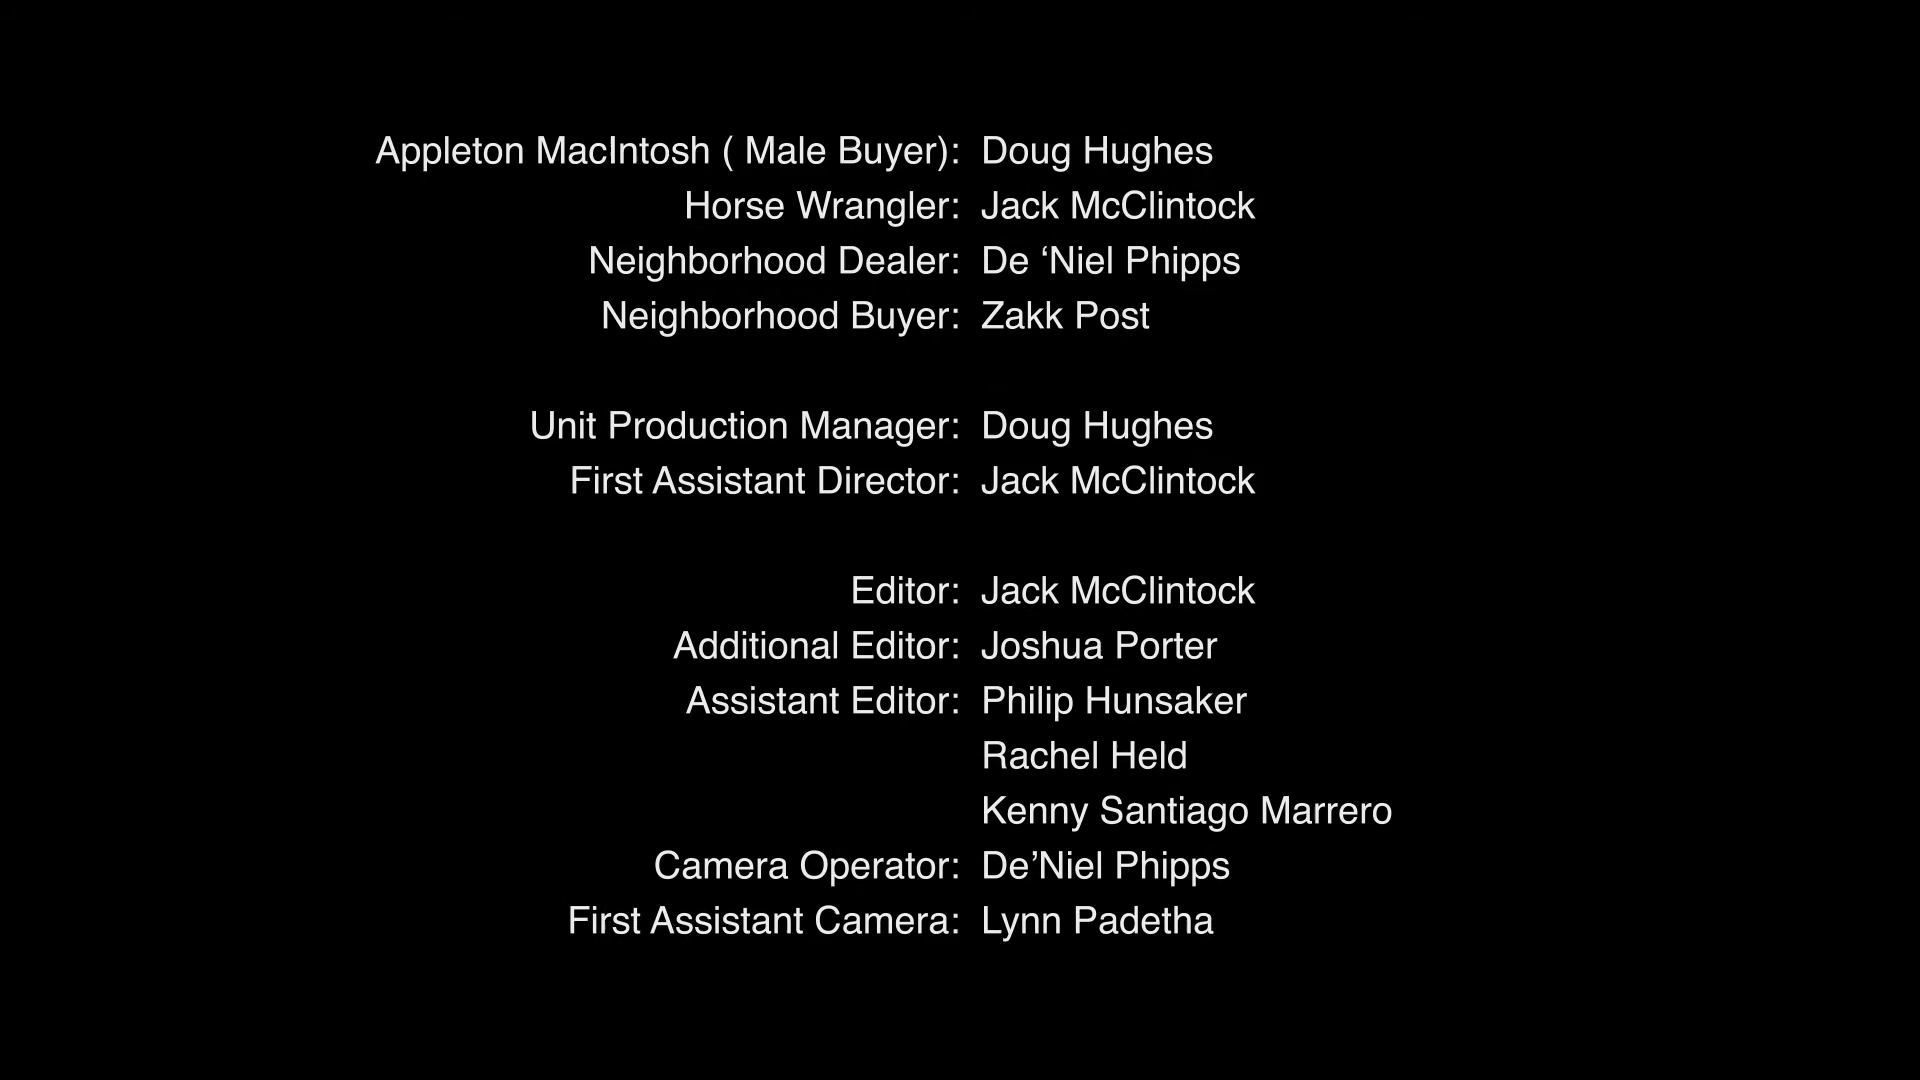 Appleton MacIntosh ( Male Buyer): Doug Hughes
Horse Wrangler: Jack McClintock
Neighborhood Dealer: De ‘Niel Phipps
Neighborhood Buyer: Zakk Post
Unit Production Manager: Doug Hughes
First Assistant Director: Jack McClintock
Editor: Jack McClintock
Additional Editor: Joshua Porter
Assistant Editor: Philip Hunsaker
Rachel Held
Kenny Santiago Marrero
Camera Operator: De’Niel Phipps
First Assistant Camera: Lynn Padetha